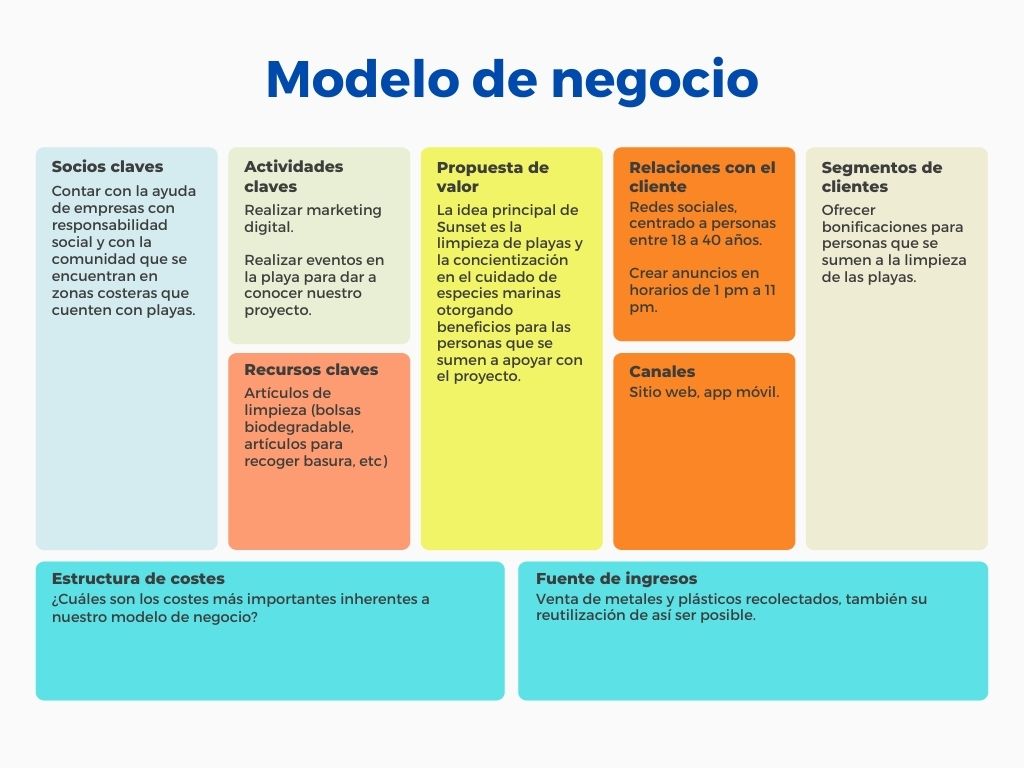 Modelo de negocio
Socios claves
Contar con la ayuda
de empresas con
responsabilidad
social y con la
comunidad que se
encuentran en
zonas costeras que
cuenten con playas.
Actividades
claves
Realizar marketing
digital.
Realizar eventos en
la playa para dar a
conocer nuestro
proyecto.
Recursos claves
Artículos de
limpieza (bolsas
biodegradable,
artículos para
recoger basura, etc)
Propuesta de
valor
La idea principal de
Sunset es la
limpieza de playas y
la concientización
en el cuidado de
especies marinas
otorgando
beneficios para las
personas que se
sumen a apoyar con
el proyecto.
Relaciones con el
cliente
Redes sociales,
centrado a personas
entre 18 a 40 años.
Crear anuncios en
horarios de 1 pm a 11
pm.
Canales
Sitio web, app móvil.
Segmentos de
clientes
Ofrecer
bonificaciones para
personas que se
sumen a la limpieza
de las playas.
Estructura de costes
¿Cuáles son los costes más importantes inherentes a
nuestro modelo de negocio?
Fuente de ingresos
Venta de metales y plásticos recolectados, también su
reutilización de así ser posible.